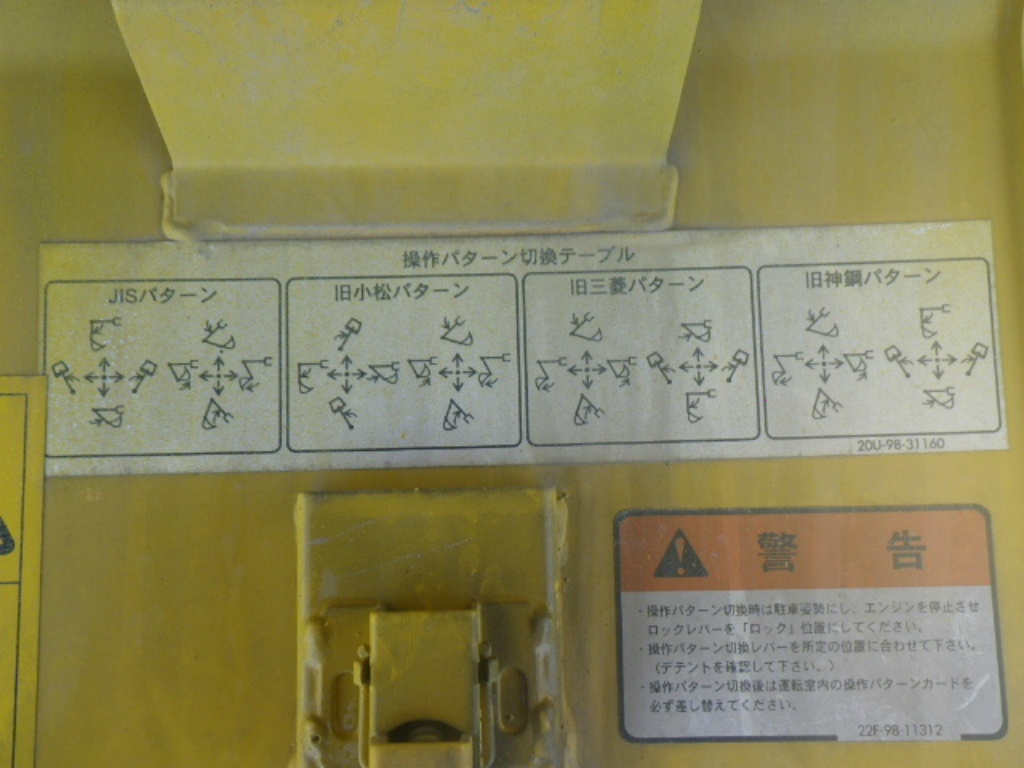 操作パターン切換テーブル
JISパターン
旧小松パターン
旧三菱パターン
旧神鋼パターン
20U-98-31160
警 告
・操作パターン切換時は駐車姿勢にし、エンジンを停止させ
ロックレバーを「ロック」位置にしてください。
・操作パターン切換レバーを所定の位置に合わせて下さい。
（デテントを確認して下さい。）
・操作パターン切換後は運転室内の操作パターンカードを
必ず差し替えてください。
22F-98-11312